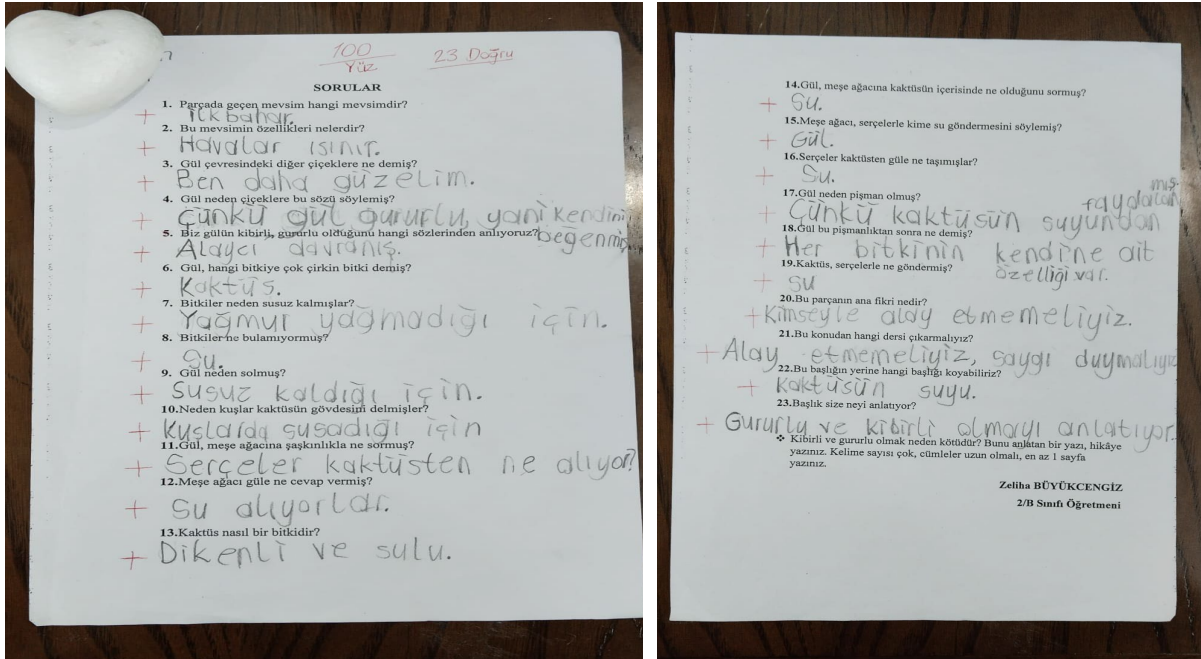 100
Yüz
23 Doğru
SORULAR
1. Parçada geçen mevsim hangi mevsimdir?
+ ilkbahar.
2. Bu mevsimin özellikleri nelerdir?
+ Havalar ısınır.
3. Gül çevresindeki diğer çiçeklere ne demiş?
+ Ben daha güzelim.
4. Gül neden çiçeklere bu sözü söylemiş?
+ Çünkü gül gururlu, yani kendini
beğenmiş
5. Biz gülün kibirli, gururlu olduğunu hangi sözlerinden anlıyoruz?
+ Alaycı davranış.
6. Gül, hangi bitkiye çok çirkin bitki demiş?
+ Kaktüs.
7. Bitkiler neden susuz kalmışlar?
+ Yağmur yağmadığı için.
8. Bitkiler ne bulamıyormuş?
+ Su.
9. Gül neden solmuş?
+ Susuz kaldığı için.
10.Neden kuşlar kaktüsün gövdesini delmişler?
+ Kuşlarda susadığı için
11.Gül, meşe ağacına şaşkınlıkla ne sormuş?
+ Serçeler kaktüsten ne alıyor?
12.Meşe ağacı güle ne cevap vermiş?
+ Su alıyorlar.
13.Kaktüs nasıl bir bitkidir?
+ Dikenli ve sulu.
14.Gül, meşe ağacına kaktüsün içerisinde ne olduğunu sormuş?
+ Su.
15.Meşe ağacı, serçelerle kime su göndermesini söylemiş?
+ Gül.
16.Serçeler kaktüsten güle ne taşımışlar?
+ Su.
17.Gül neden pişman olmuş?
+ Çünkü kaktüsün suyundan
faydalan
mış
18.Gül bu pişmanlıktan sonra ne demiş?
+ Her bitkinin kendine ait
özelliği var.
19.Kaktüs, serçelerle ne göndermiş?
+ su
20.Bu parçanın ana fikri nedir?
+ Kimseyle alay etmemeliyiz.
21.Bu konudan hangi dersi çıkarmalıyız?
+ Alay etmemeliyiz, saygı duymalıyız
22.Bu başlığın yerine hangi başlığı koyabiliriz?
+ Kaktüsün suyu.
23.Başlık size neyi anlatıyor?
+ Gururlu ve kibirli olmayı anlatıyor.
❖ Kibirli ve gururlu olmak neden kötüdür? Bunu anlatan bir yazı, hikâye
yazınız. Kelime sayısı çok, cümleler uzun olmalı, en az 1 sayfa
yazınız.
Zeliha BÜYÜKCENGİZ
2/B Sınıfı Öğretmeni